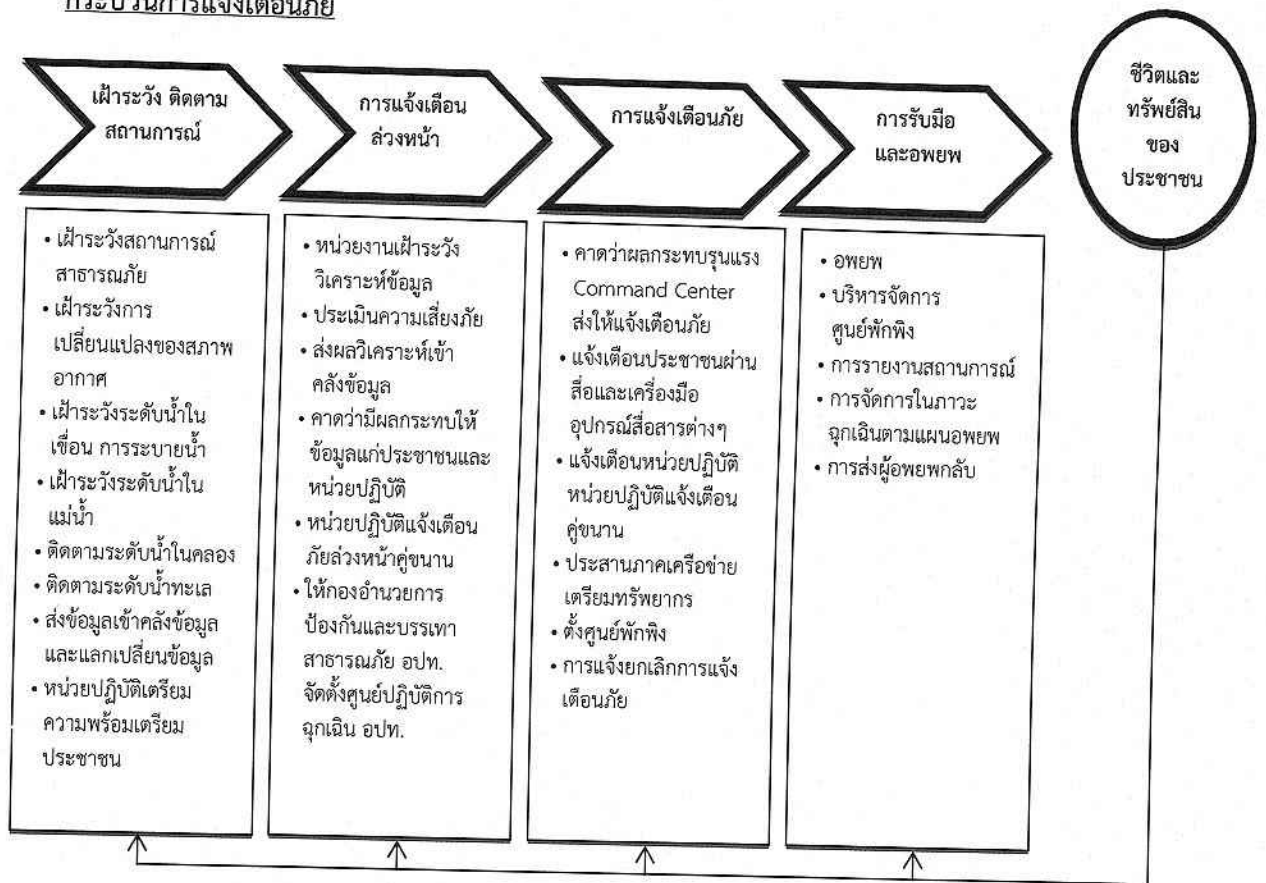 กระบวนการแจ้งเตือนภัย
เฝ้าระวัง ติดตาม
สถานการณ์
การแจ้งเตือน
ล่วงหน้า
การแจ้งเตือนภัย
การรับมือ
และอพยพ
ชีวิตและ
ทรัพย์สิน
ของ
ประชาชน
• เฝ้าระวังสถานการณ์
สาธารณภัย
• เฝ้าระวังการ
เปลี่ยนแปลงของสภาพ
อากาศ
• เฝ้าระวังระดับน้ำใน
เขื่อน การระบายน้ำ
• เฝ้าระวังระดับน้ำใน
แม่น้ำ
• ติดตามระดับน้ำในคลอง
• ติดตามระดับน้ำทะเล
• ส่งข้อมูลเข้าคลังข้อมูล
และแลกเปลี่ยนข้อมูล
• หน่วยปฏิบัติเตรียม
ความพร้อมเตรียม
ประชาชน
• หน่วยงานเฝ้าระวัง
วิเคราะห์ข้อมูล
• ประเมินความเสี่ยงภัย
• ส่งผลวิเคราะห์เข้า
คลังข้อมูล
• คาดว่ามีผลกระทบให้
ข้อมูลแก่ประชาชนและ
หน่วยปฏิบัติ
• หน่วยปฏิบัติแจ้งเตือน
ภัยล่วงหน้าคู่ขนาน
• ให้กองอำนวยการ
ป้องกันและบรรเทา
สาธารณภัย อปท.
จัดตั้งศูนย์ปฏิบัติการ
ฉุกเฉิน อปท.
• คาดว่าผลกระทบรุนแรง
Command Center
ส่งให้แจ้งเตือนภัย
• แจ้งเตือนประชาชนผ่าน
สื่อและเครื่องมือ
อุปกรณ์สื่อสารต่างๆ
• แจ้งเตือนหน่วยปฏิบัติ
หน่วยปฏิบัติแจ้งเตือน
คู่ขนาน
• ประสานภาคเครือข่าย
เตรียมทรัพยากร
• ตั้งศูนย์พักพิง
• การแจ้งยกเลิกการแจ้ง
เตือนภัย
• อพยพ
• บริหารจัดการ
ศูนย์พักพิง
• การรายงานสถานการณ์
• การจัดการในภาวะ
ฉุกเฉินตามแผนอพยพ
• การส่งผู้อพยพกลับ